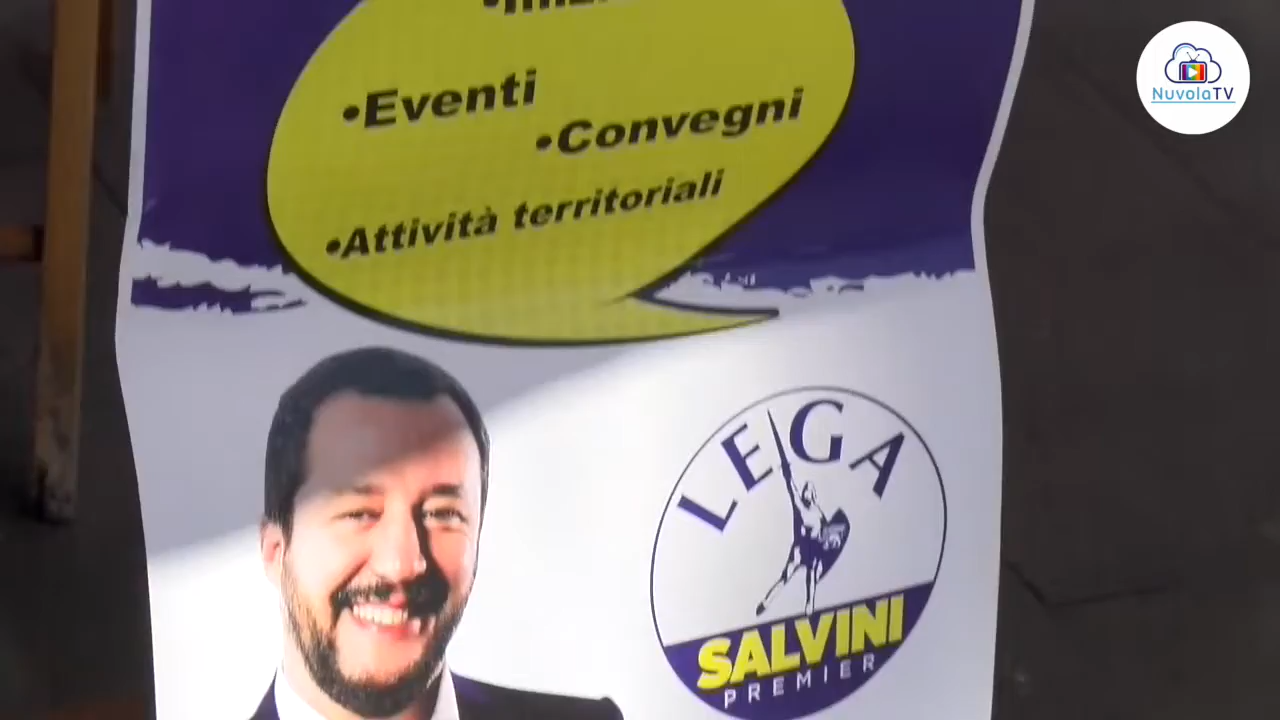 •Eventi
•Convegni
•Attività territoriali
NuvolaTV
LEGA
SALVINI
PREMIER